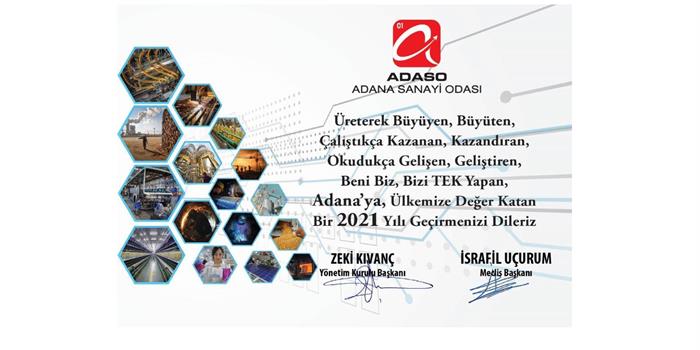 01
ADASO
ADANA SANAYİ ODASI
Üreterek Büyüyen, Büyüten,
Çalıştıkça Kazanan, Kazandıran,
Okudukça Gelişen, Geliştiren,
Beni Biz, Bizi TEK Yapan,
Adana'ya, Ülkemize Değer Katan
Bir 2021 Yılı Geçirmenizi Dileriz
ZEKİ KIVANÇ
Yönetim Kurulu Başkanı
İSRAFİL UÇURUM
Meclis Başkanı